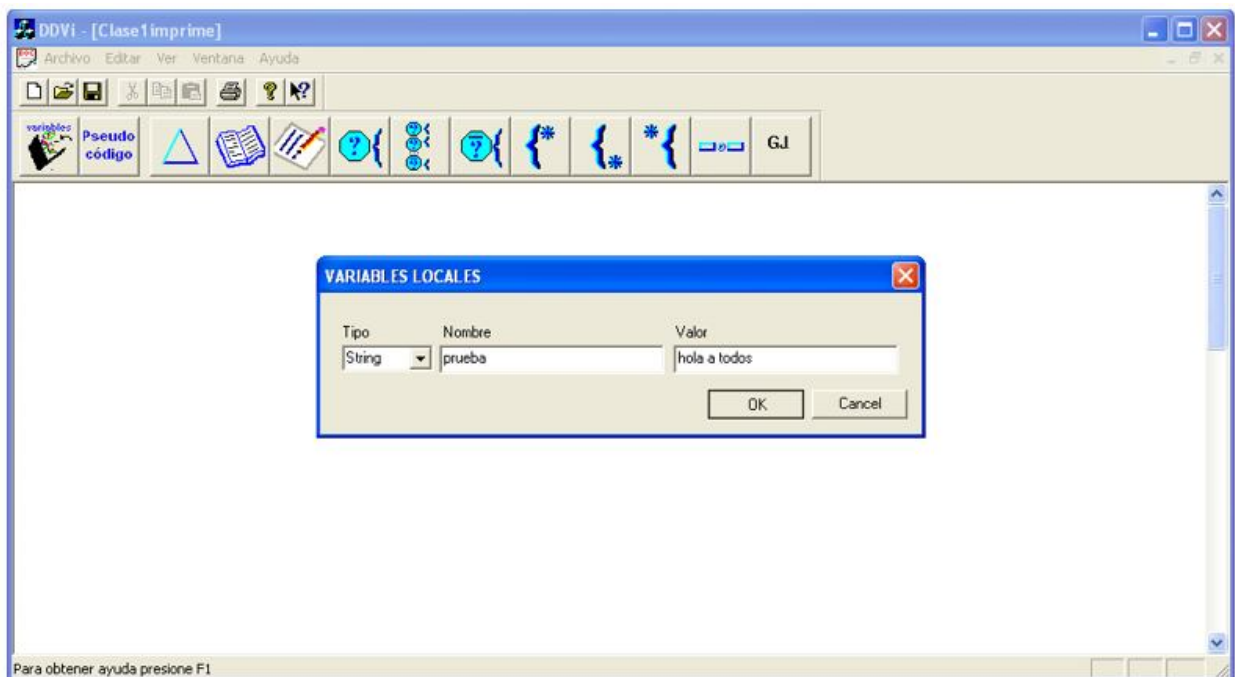 DDVi - [Clase1imprime]
Archivo Editar Ver Ventana Ayuda
variables
Pseudo
código
GJ
VARIABLES LOCALES
Tipo Nombre Valor
String prueba hola a todos
OK Cancel
Para obtener ayuda presione F1